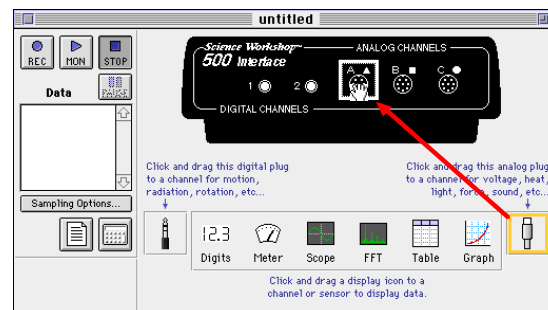 untitled
REC MON STOP
PAUSE
Data
Sampling Options...
Science Workshop
500 Interface
ANALOG CHANNELS
A B C
1 2
DIGITAL CHANNELS
Click and drag this digital plug
to a channel for motion,
radiation, rotation, etc...
Click and drag this analog plug
to a channel for voltage, heat,
light, force, sound, etc...
12.3
Digits Meter Scope FFT Table Graph
Click and drag a display icon to a
channel or sensor to display data.